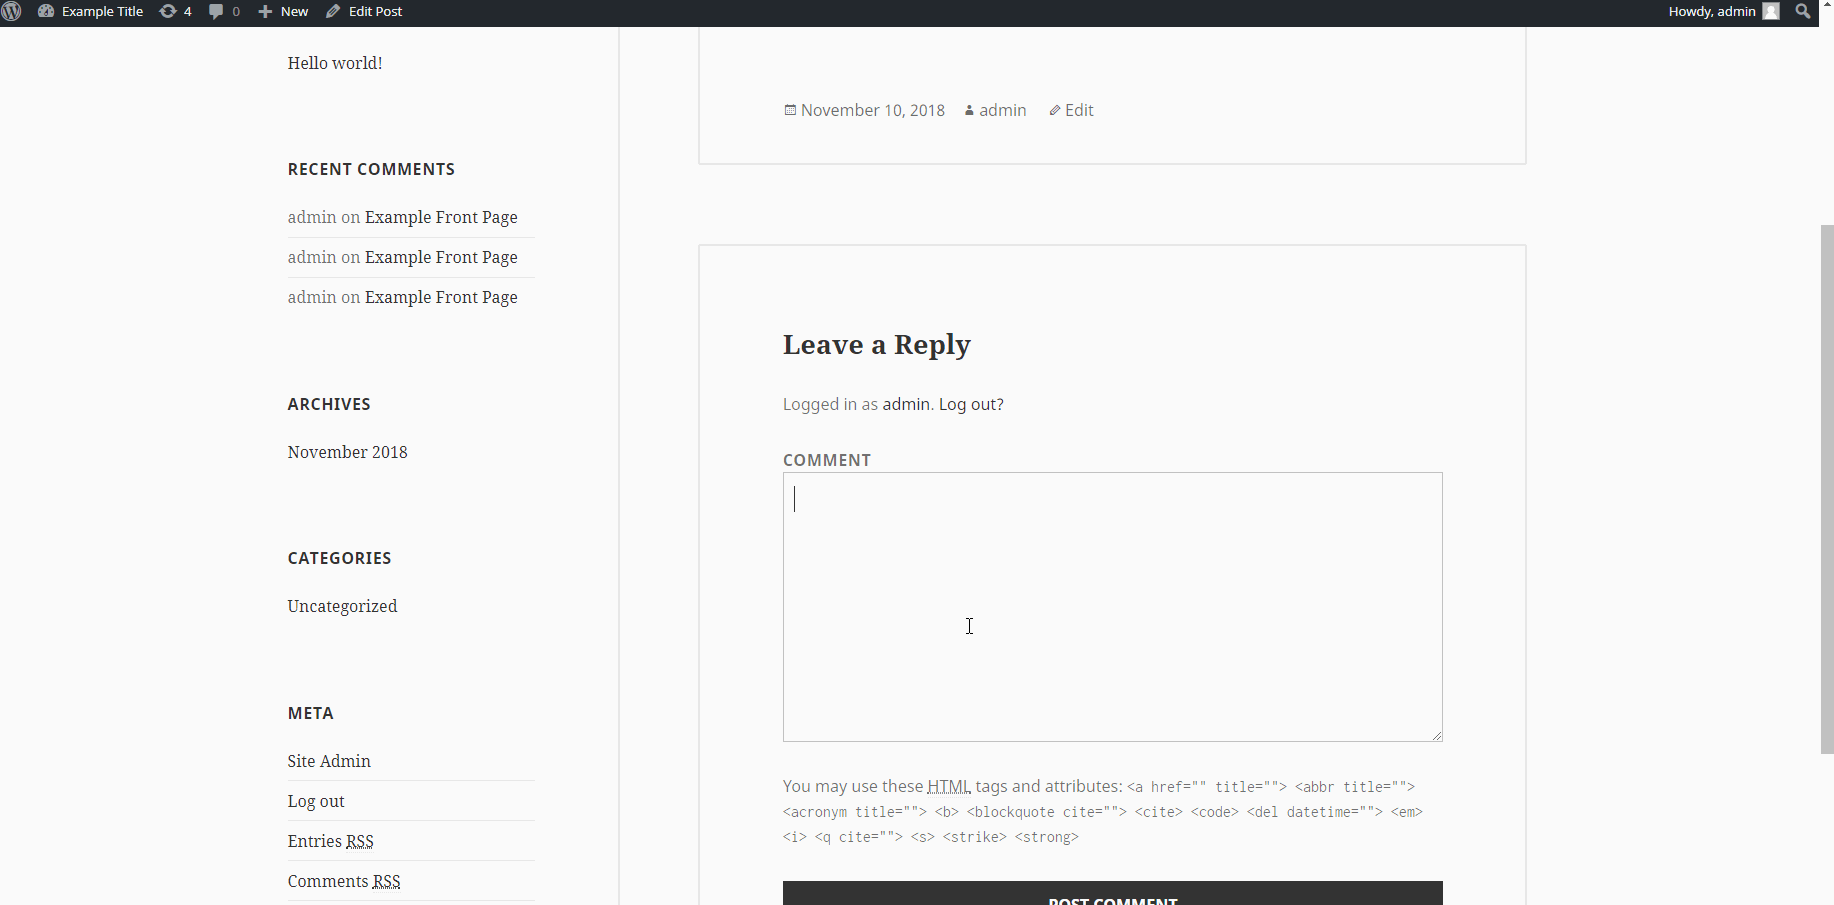 Example Title 4 0 New Edit Post Howdy, admin
Hello world!
RECENT COMMENTS
admin on Example Front Page
admin on Example Front Page
admin on Example Front Page
ARCHIVES
November 2018
CATEGORIES
Uncategorized
META
Site Admin
Log out
Entries RSS
Comments RSS
November 10, 2018 admin Edit
Leave a Reply
Logged in as admin. Log out?
COMMENT
You may use these HTML tags and attributes: <a href="" title=""> <abbr title="">
<acronym title=""> <b> <blockquote cite=""> <cite> <code> <del datetime=""> <em>
<i> <q cite=""> <s> <strike> <strong>
POST COMMENT